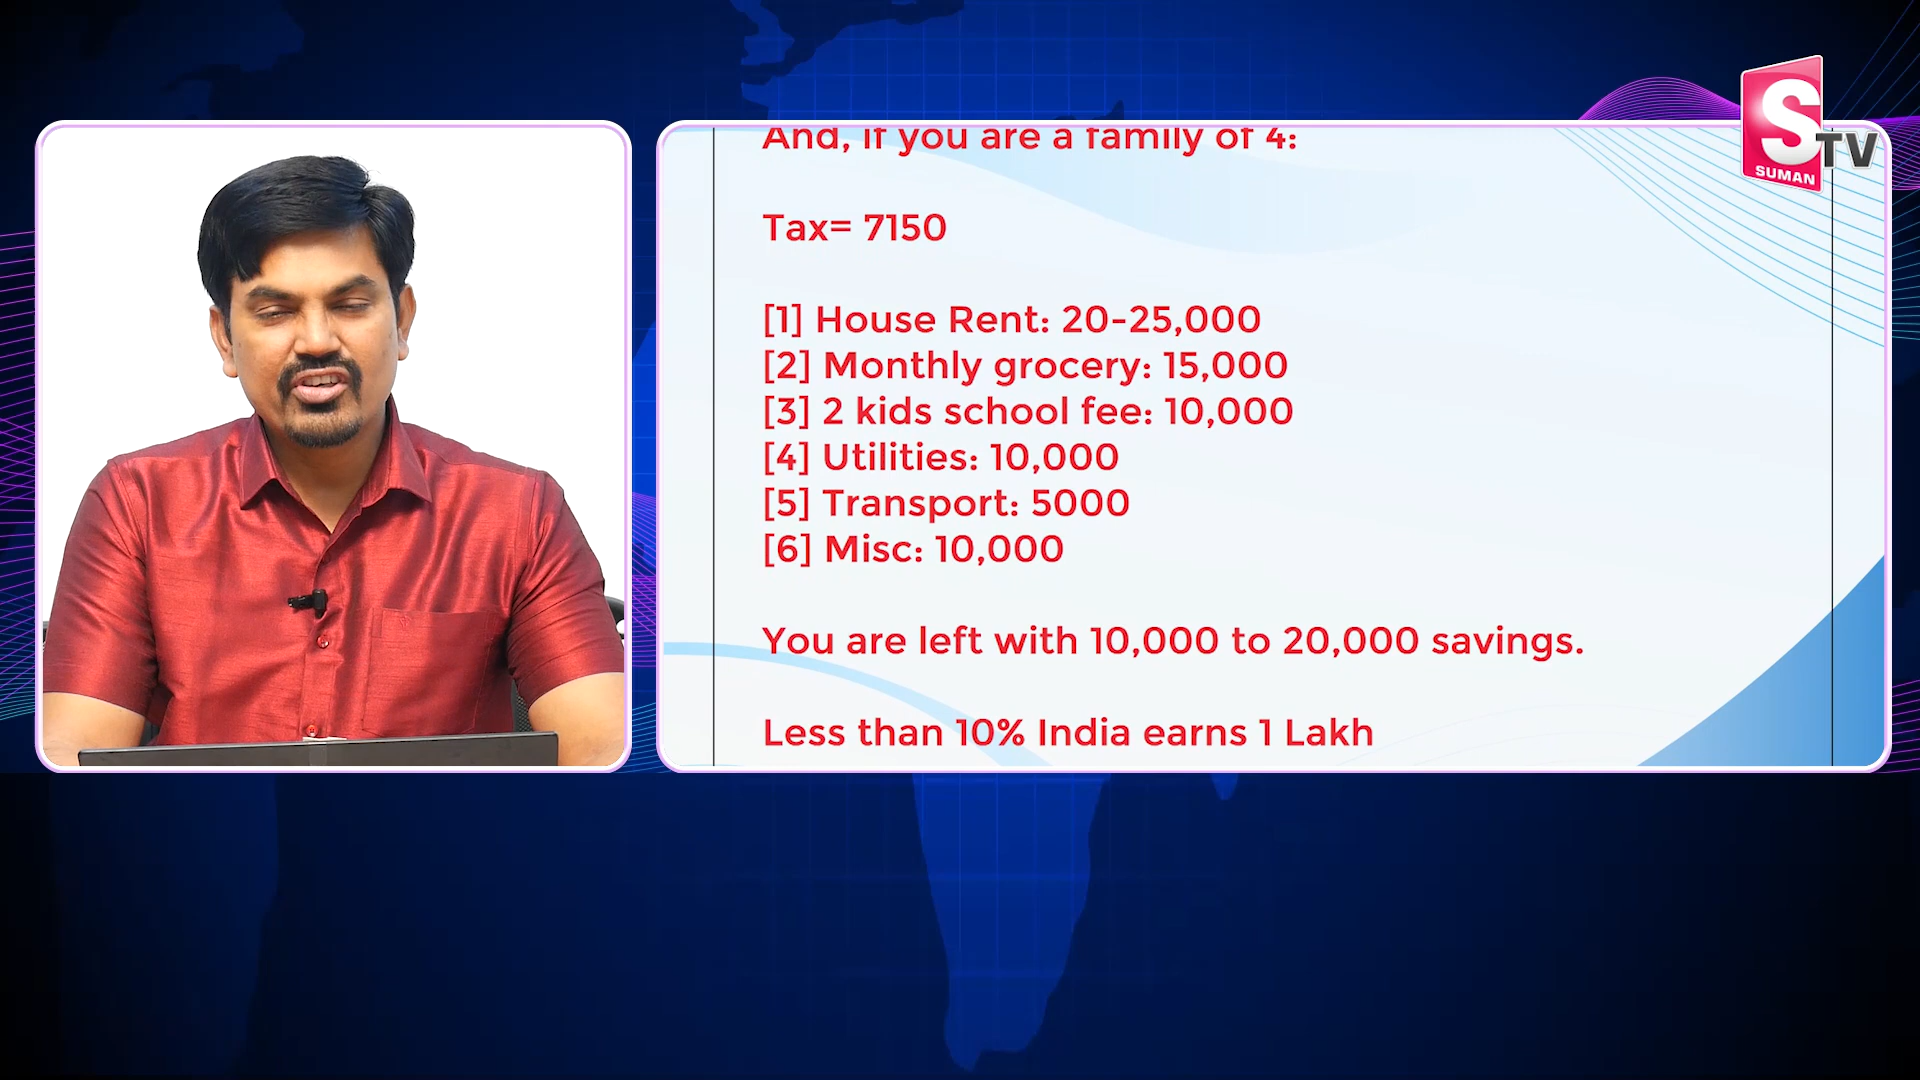 And, if you are a family of 4:
Tax= 7150
[1] House Rent: 20-25,000
[2] Monthly grocery: 15,000
[3] 2 kids school fee: 10,000
[4] Utilities: 10,000
[5] Transport: 5000
[6] Misc: 10,000
You are left with 10,000 to 20,000 savings.
Less than 10% India earns 1 Lakh
S TV
SUMAN